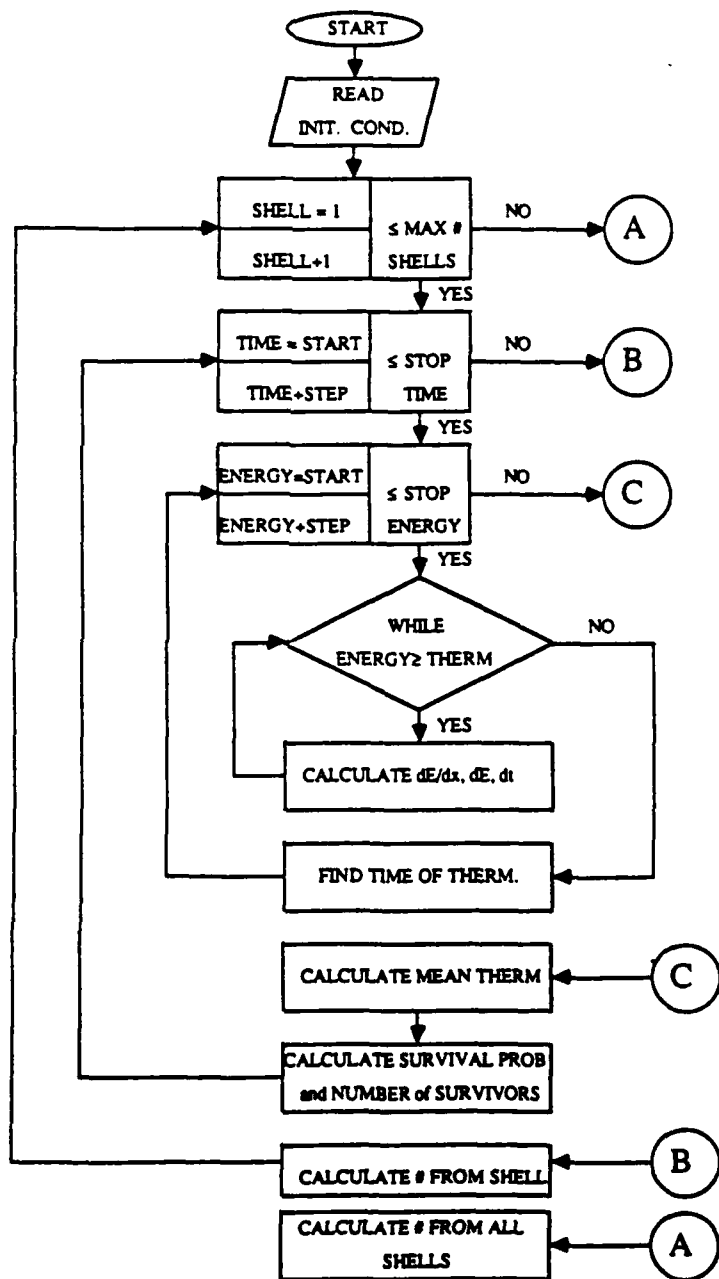 START
READ
INIT. COND.
SHELL = 1
SHELL+1
≤ MAX #
SHELLS
NO
A
YES
TIME = START
TIME+STEP
≤ STOP
TIME
NO
B
YES
ENERGY=START
ENERGY+STEP
≤ STOP
ENERGY
NO
C
YES
WHILE
ENERGY≥ THERM
NO
YES
CALCULATE dE/dx, dE, dt
FIND TIME OF THERM.
CALCULATE MEAN THERM
C
CALCULATE SURVIVAL PROB
and NUMBER of SURVIVORS
CALCULATE # FROM SHELL
B
CALCULATE # FROM ALL
SHELLS
A